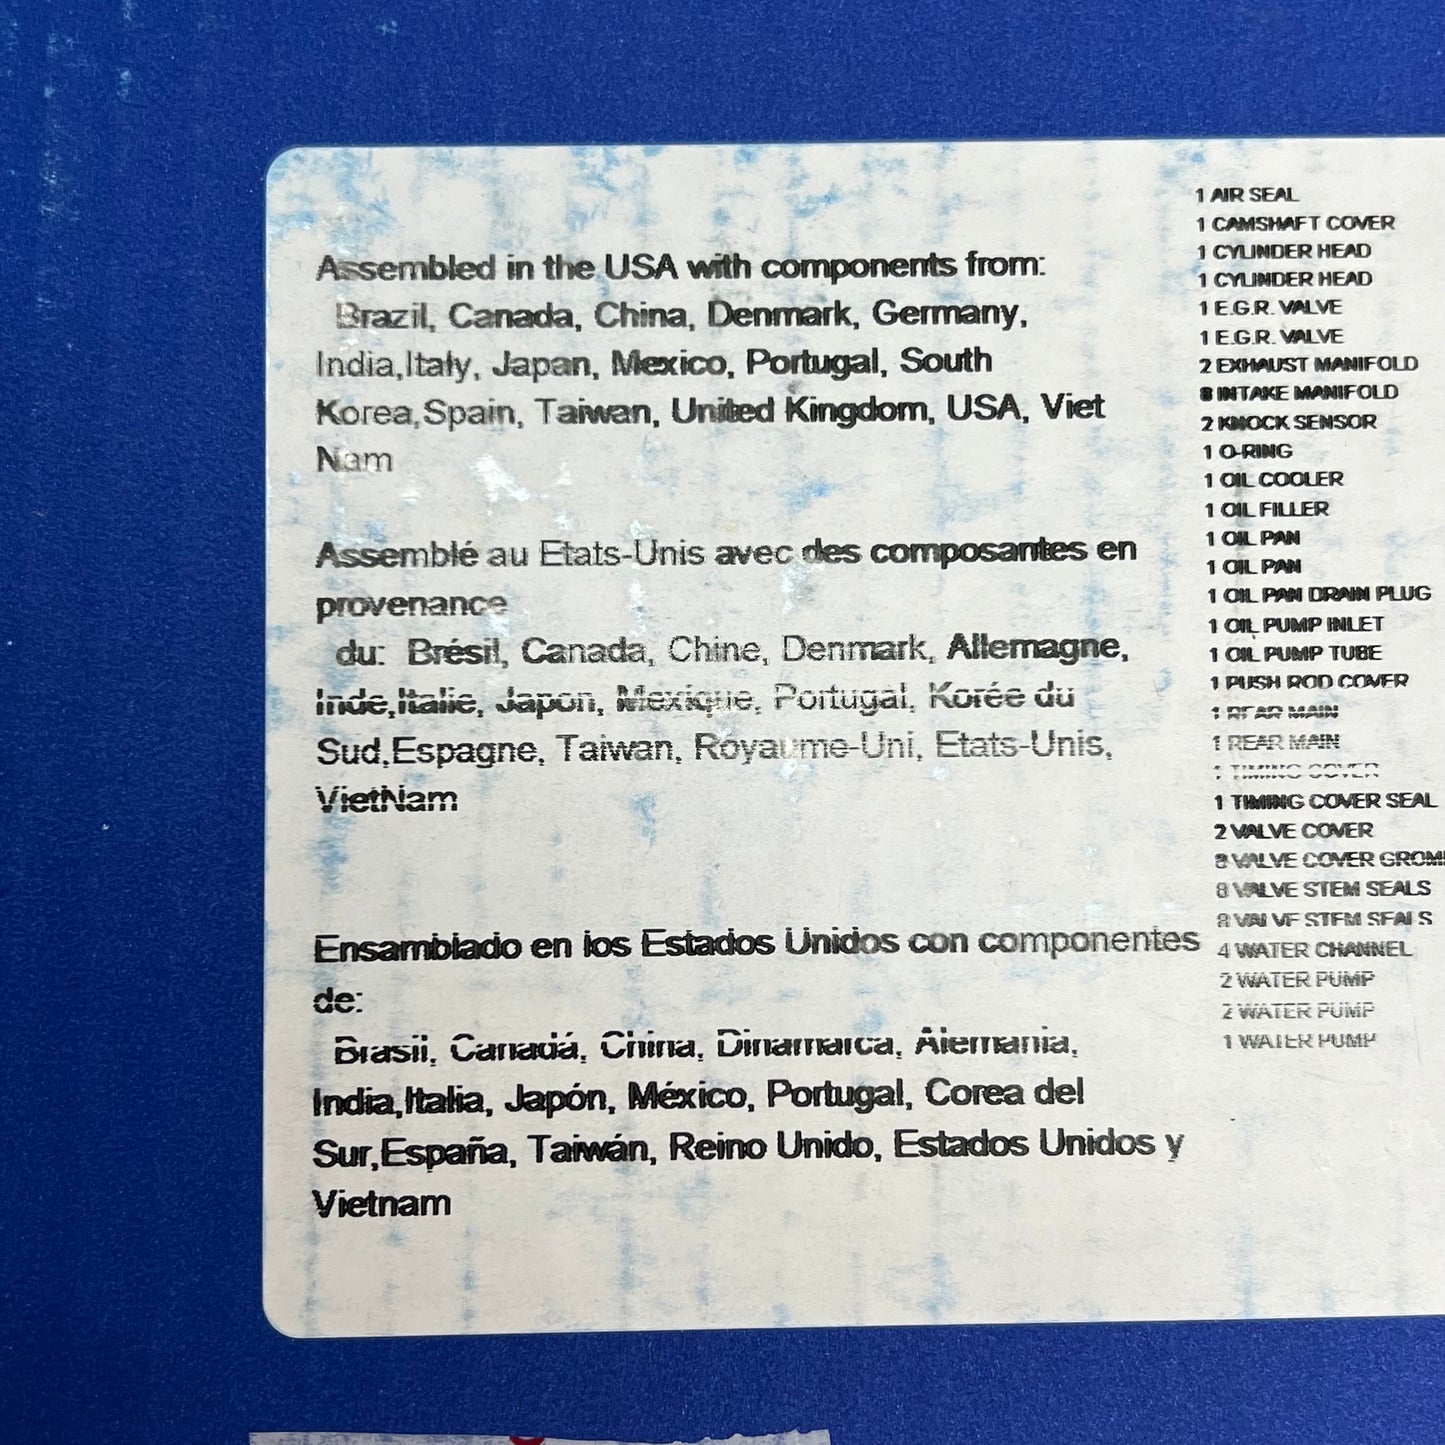 Assembled in the USA with components from:
Brazil, Canada, China, Denmark, Germany,
India,Italy, Japan, Mexico, Portugal, South
Korea,Spain, Taiwan, United Kingdom, USA, Viet
Nam
Assemblé au Etats-Unis avec des composantes en
provenance
du: Brésil, Canada, Chine, Denmark, Allemagne,
Inde,Italie, Japon, Mexique, Portugal, Korée du
Sud,Espagne, Taiwan, Royaume-Uni, Etats-Unis,
VietNam
Ensamblado en los Estados Unidos con componentes
de:
Brasil, Canadá, China, Dinamarca, Alemania,
India,Italia, Japón, México, Portugal, Corea del
Sur,España, Taiwán, Reino Unido, Estados Unidos y
Vietnam
1 AIR SEAL
1 CAMSHAFT COVER
1 CYLINDER HEAD
1 CYLINDER HEAD
1 E.G.R. VALVE
1 E.G.R. VALVE
2 EXHAUST MANIFOLD
8 INTAKE MANIFOLD
2 KNOCK SENSOR
1 O-RING
1 OIL COOLER
1 OIL FILLER
1 OIL PAN
1 OIL PAN
1 OIL PAN DRAIN PLUG
1 OIL PUMP INLET
1 OIL PUMP TUBE
1 PUSH ROD COVER
1 REAR MAIN
1 REAR MAIN
1 TIMING COVER
1 TIMING COVER SEAL
2 VALVE COVER
8 VALVE COVER GROM
8 VALVE STEM SEALS
8 VALVE STEM SEALS
4 WATER CHANNEL
2 WATER PUMP
2 WATER PUMP
1 WATER PUMP